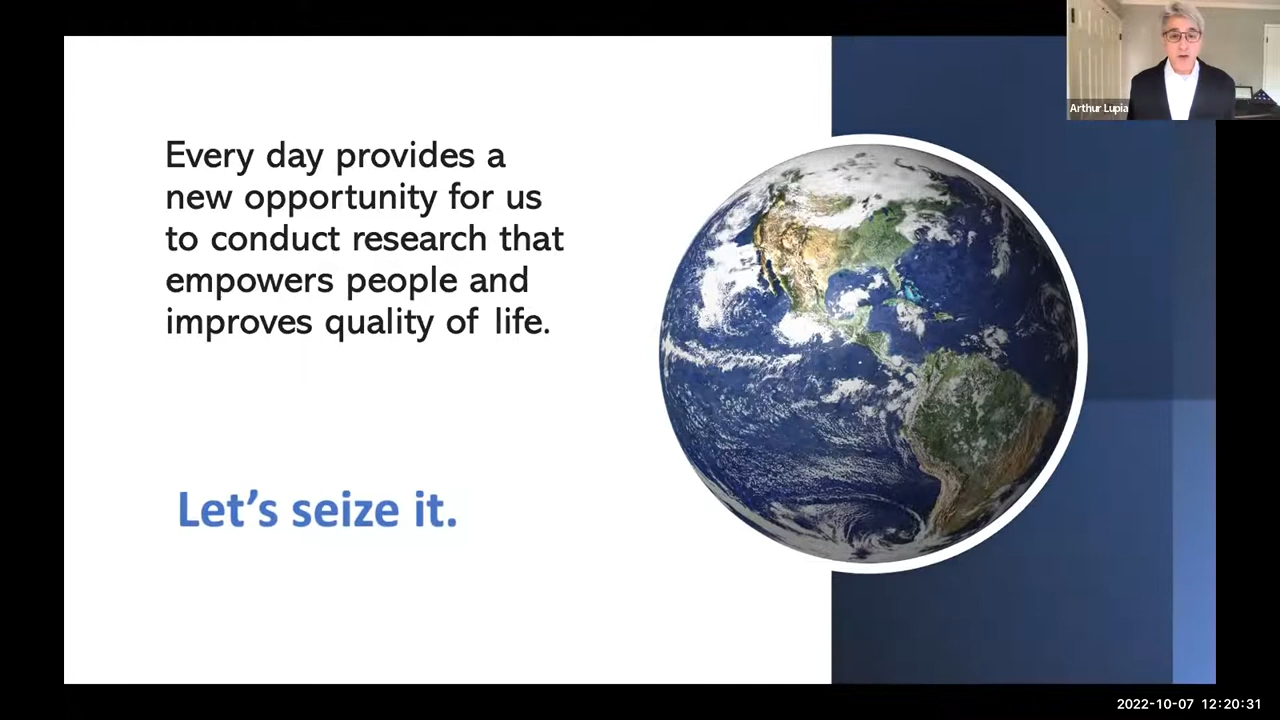 Every day provides a
new opportunity for us
to conduct research that
empowers people and
improves quality of life.
Let's seize it.
Arthur Lupia
2022-10-07 12:20:31